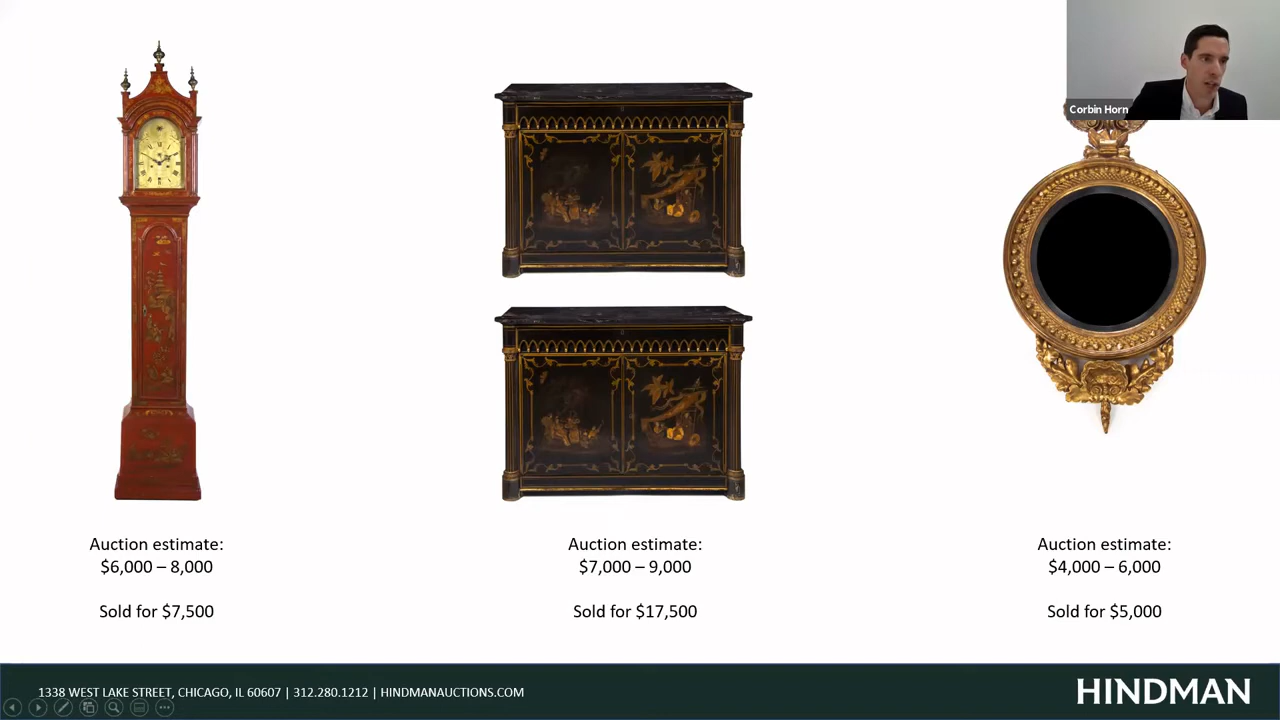 Corbin Horn
Auction estimate:
$6,000 – 8,000
Sold for $7,500
Auction estimate:
$7,000 – 9,000
Sold for $17,500
Auction estimate:
$4,000 – 6,000
Sold for $5,000
1338 WEST LAKE STREET, CHICAGO, IL 60607 | 312.280.1212 | HINDMANAUCTIONS.COM
HINDMAN